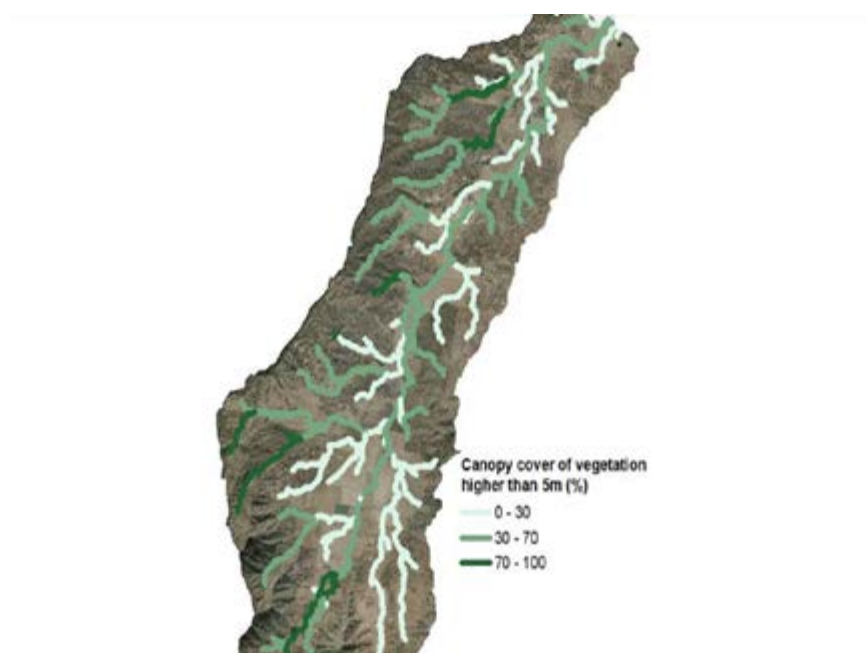 Canopy cover of vegetation
higher than 5m (%)
0 - 30
30 - 70
70 - 100